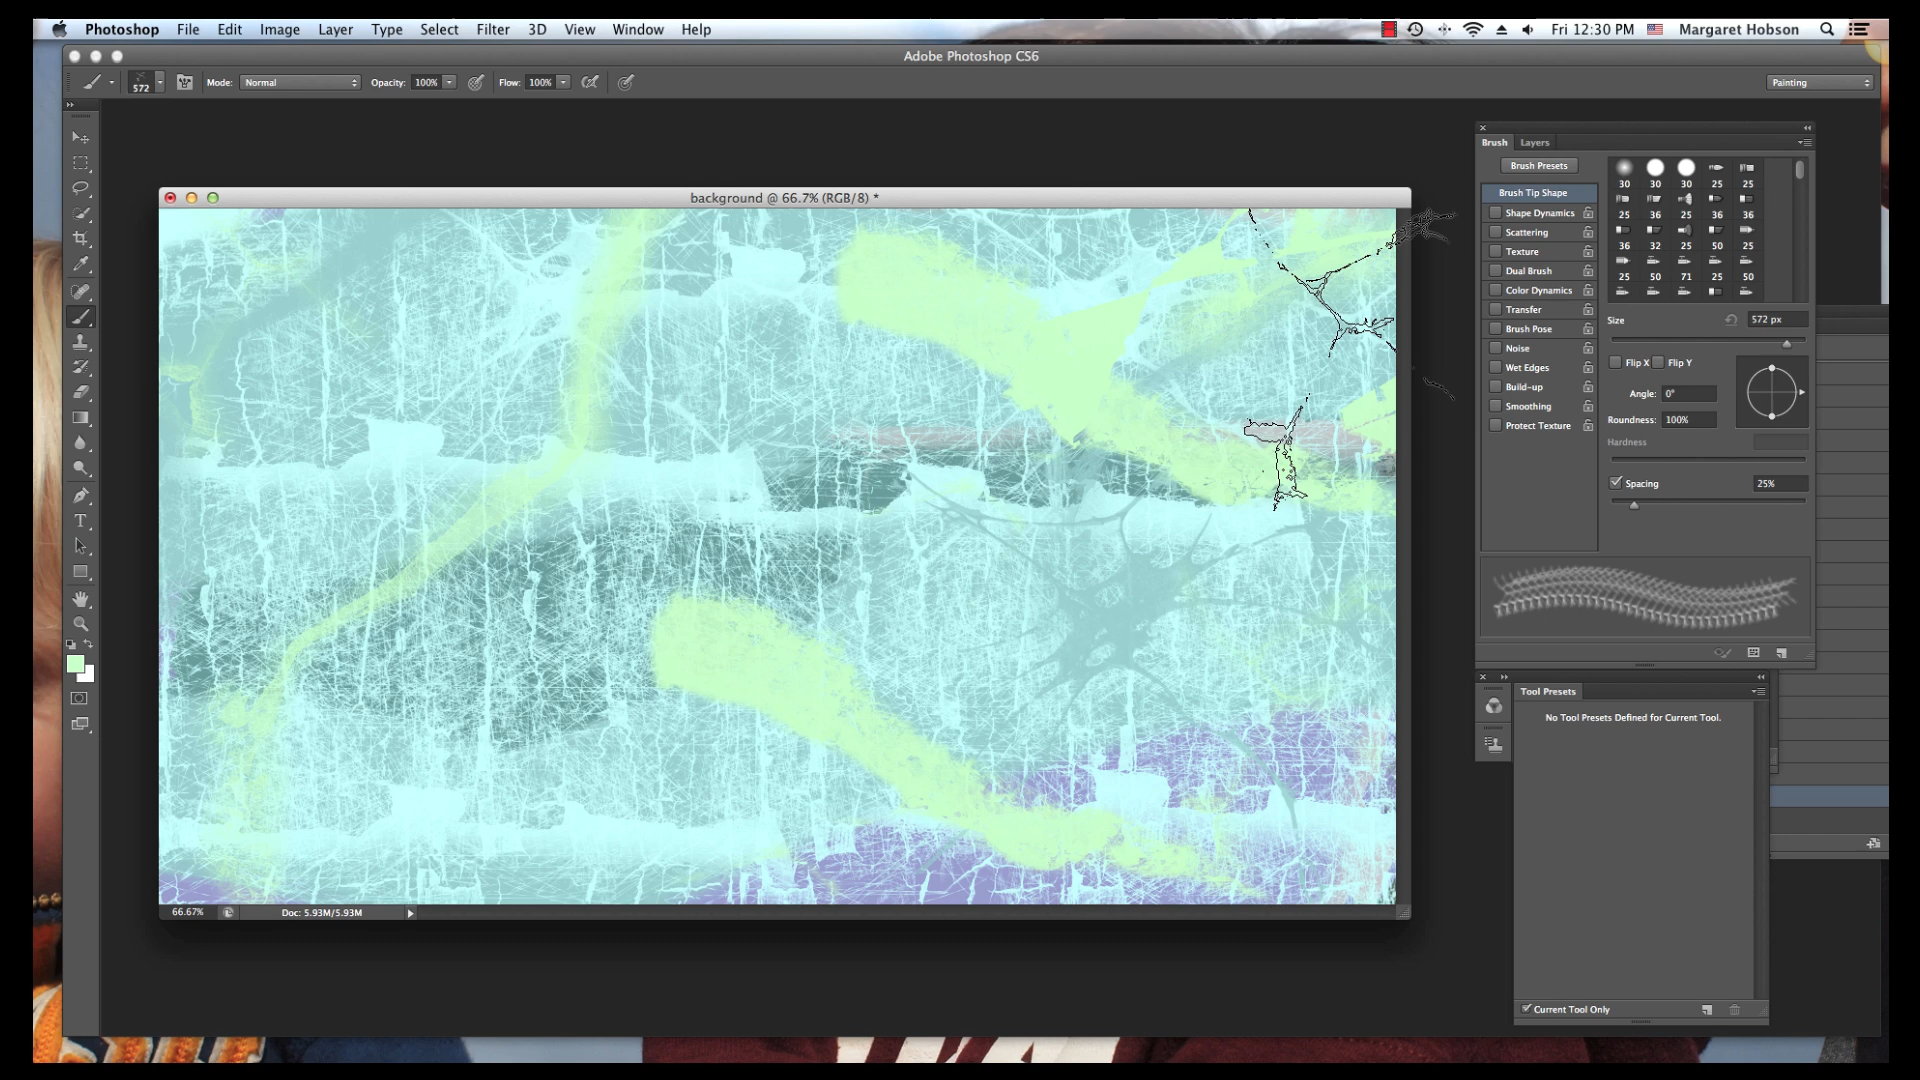 Photoshop File Edit Image Layer Type Select Filter 3D View Window Help Fri 12:30 PM Margaret Hobson
Adobe Photoshop CS6
572 Mode: Normal Opacity: 100% Flow: 100% Painting
background @ 66.7% (RGB/8) *
Brush Layers
Brush Presets
30 30 30 25 25
Brush Tip Shape
Shape Dynamics
25 36 25 36 36
Scattering
36 32 25 50 25
Texture
Dual Brush
25 50 71 25 50
Color Dynamics
Transfer
Size 572 px
Brush Pose
Noise
Flip X Flip Y
Wet Edges
Build-up
Angle: 0°
Smoothing
Roundness: 100%
Protect Texture
Hardness
Spacing 25%
Tool Presets
No Tool Presets Defined for Current Tool.
66.67% Doc: 5.93M/5.93M
Current Tool Only